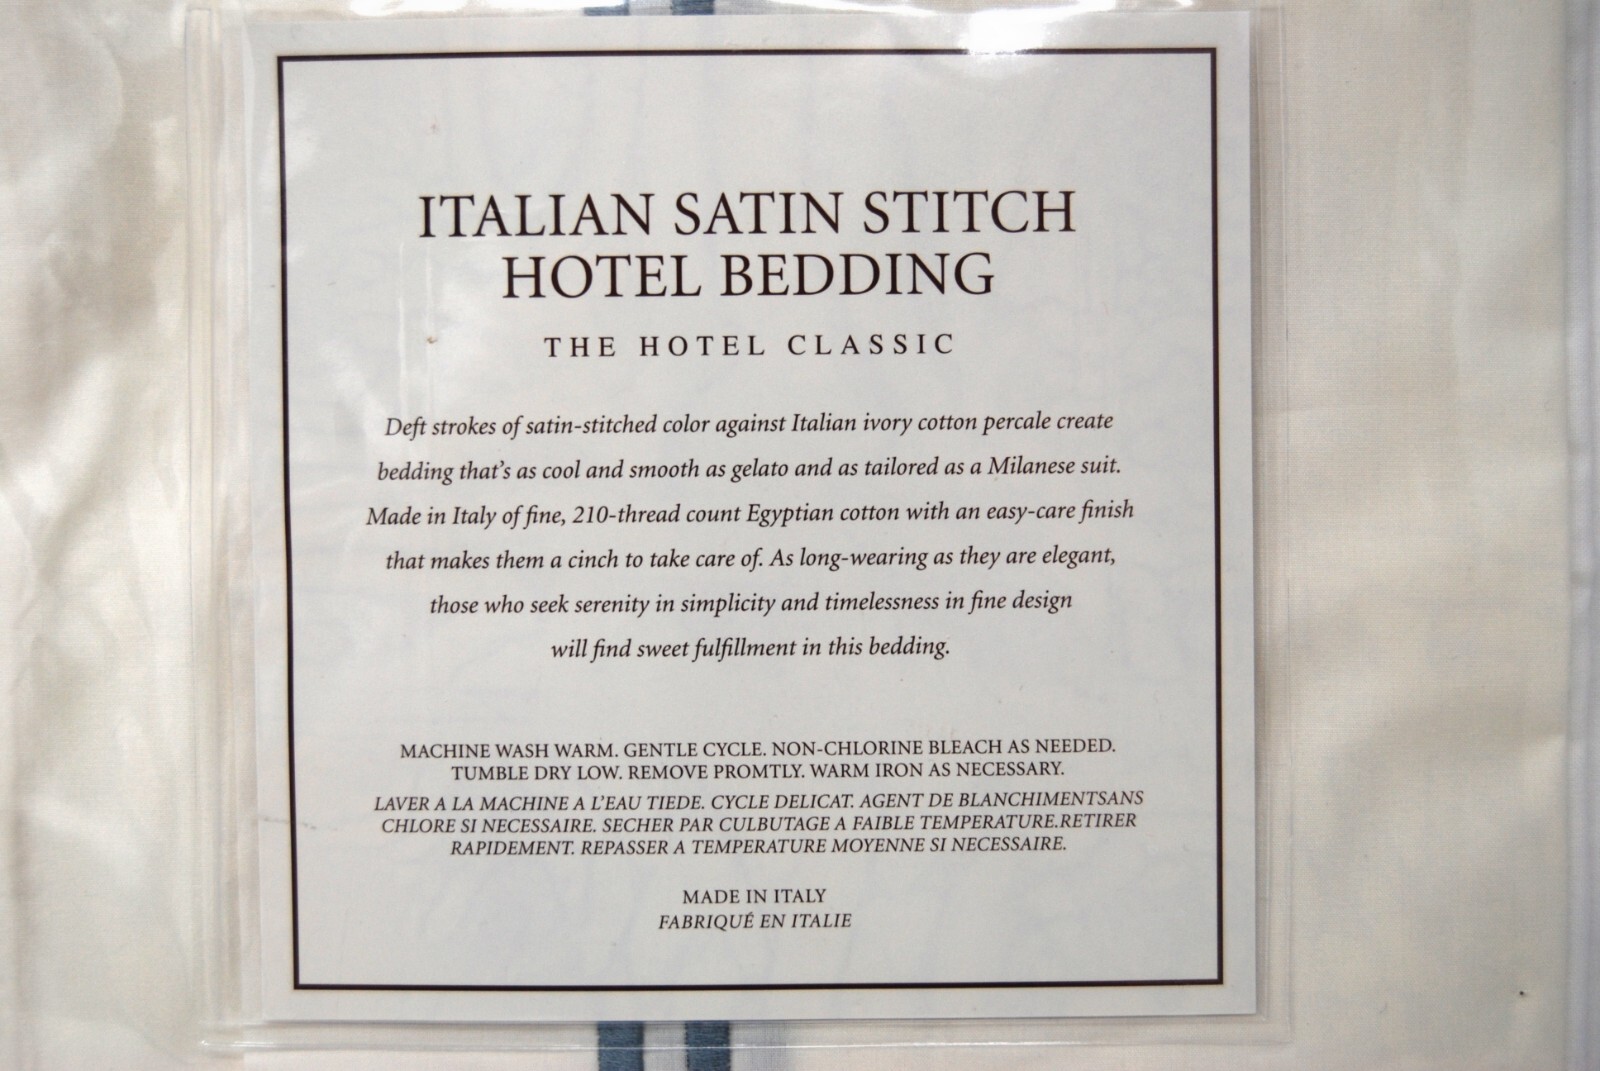 ITALIAN SATIN STITCH
HOTEL BEDDING
THE HOTEL CLASSIC
Deft strokes of satin-stitched color against Italian ivory cotton percale create
bedding that's as cool and smooth as gelato and as tailored as a Milanese suit.
Made in Italy of fine, 210-thread count Egyptian cotton with an easy-care finish
that makes them a cinch to take care of. As long-wearing as they are elegant,
those who seek serenity in simplicity and timelessness in fine design
will find sweet fulfillment in this bedding.
MACHINE WASH WARM. GENTLE CYCLE. NON-CHLORINE BLEACH AS NEEDED.
TUMBLE DRY LOW. REMOVE PROMTLY. WARM IRON AS NECESSARY.
LAVER A LA MACHINE A L'EAU TIEDE. CYCLE DELICAT. AGENT DE BLANCHIMENTSANS
CHLORE SI NECESSAIRE. SECHER PAR CULBUTAGE A FAIBLE TEMPERATURE.RETIRER
RAPIDEMENT. REPASSER A TEMPERATURE MOYENNE SI NECESSAIRE.
MADE IN ITALY
FABRIQUÉ EN ITALIE